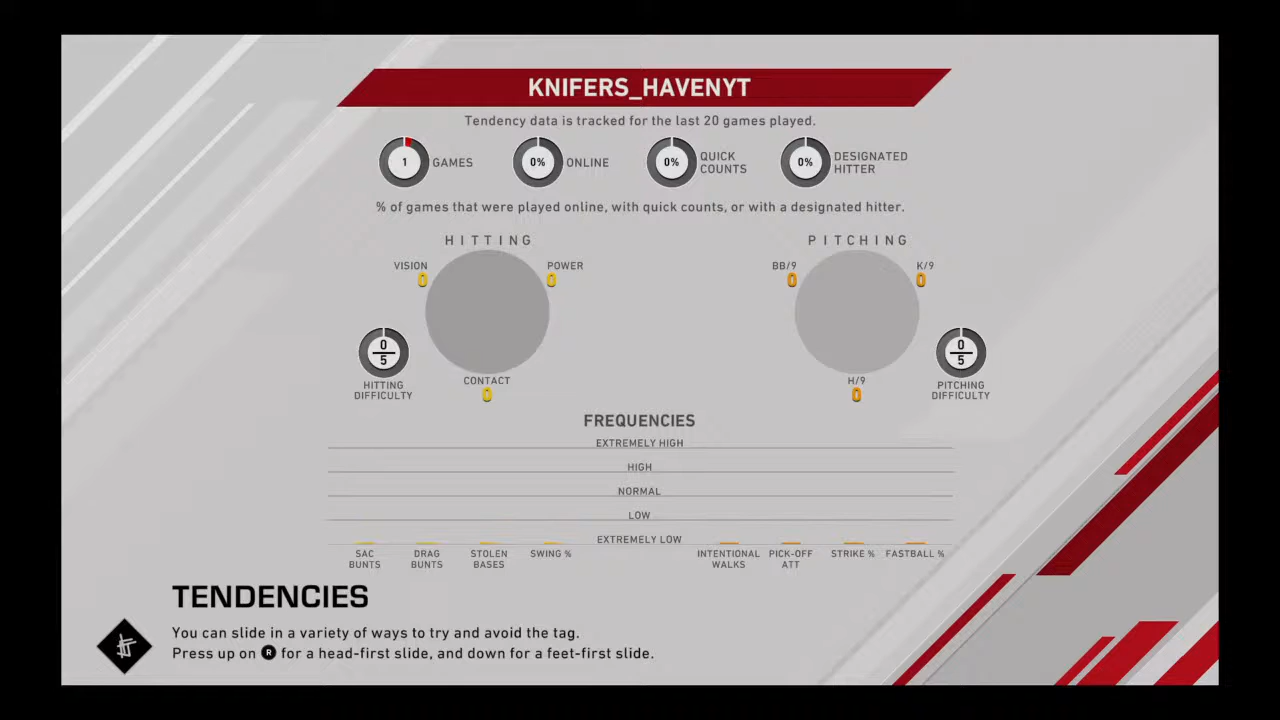 KNIFERS_HAVENYT
Tendency data is tracked for the last 20 games played.
1 GAMES
0% ONLINE
0% QUICK COUNTS
0% DESIGNATED HITTER
% of games that were played online, with quick counts, or with a designated hitter.
HITTING
VISION
0
POWER
0
0
5
HITTING
DIFFICULTY
CONTACT
0
PITCHING
BB/9
0
K/9
0
H/9
0
0
5
PITCHING
DIFFICULTY
FREQUENCIES
EXTREMELY HIGH
HIGH
NORMAL
LOW
EXTREMELY LOW
SAC BUNTS
DRAG BUNTS
STOLEN BASES
SWING %
INTENTIONAL WALKS
PICK-OFF ATT
STRIKE %
FASTBALL %
TENDENCIES
You can slide in a variety of ways to try and avoid the tag.
Press up on R for a head-first slide, and down for a feet-first slide.